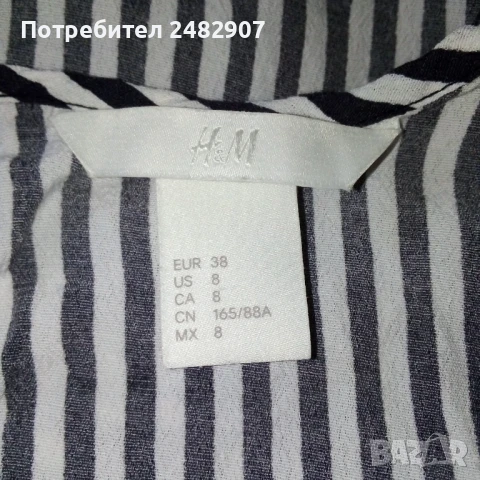 Потребител 2482907
H&M
EUR 38
US 8
CA 8
CN 165/88A
MX 8
BAZAR